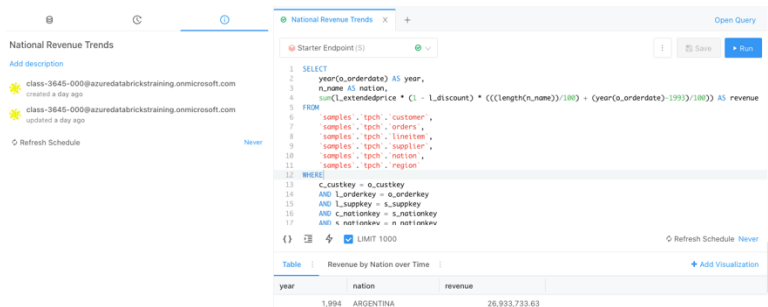 National Revenue Trends
Add description
class-3645-000@azuredatabrickstraining.onmicrosoft.com
created a day ago
class-3645-000@azuredatabrickstraining.onmicrosoft.com
updated a day ago
Refresh Schedule Never
National Revenue Trends X +
Open Query
Starter Endpoint (S)
Save
Run
1 SELECT
2 year(o_orderdate) AS year,
3 n_name AS nation,
4 sum(l_extendedprice * (1 - l_discount) * (((length(n_name))/100) + (year(o_orderdate)-1993)/100)) AS revenue
5 FROM
6 `samples`.`tpch`.`customer`,
7 `samples`.`tpch`.`orders`,
8 `samples`.`tpch`.`lineitem`,
9 `samples`.`tpch`.`supplier`,
10 `samples`.`tpch`.`nation`,
11 `samples`.`tpch`.`region`
12 WHERE
13 c_custkey = o_custkey
14 AND l_orderkey = o_orderkey
15 AND l_suppkey = s_suppkey
16 AND c_nationkey = s_nationkey
17 AND s_nationkey = n_nationkey
{} LIMIT 1000
Refresh Schedule Never
Table Revenue by Nation over Time
+ Add Visualization
year nation revenue
1,994 ARGENTINA 26,933,733.63